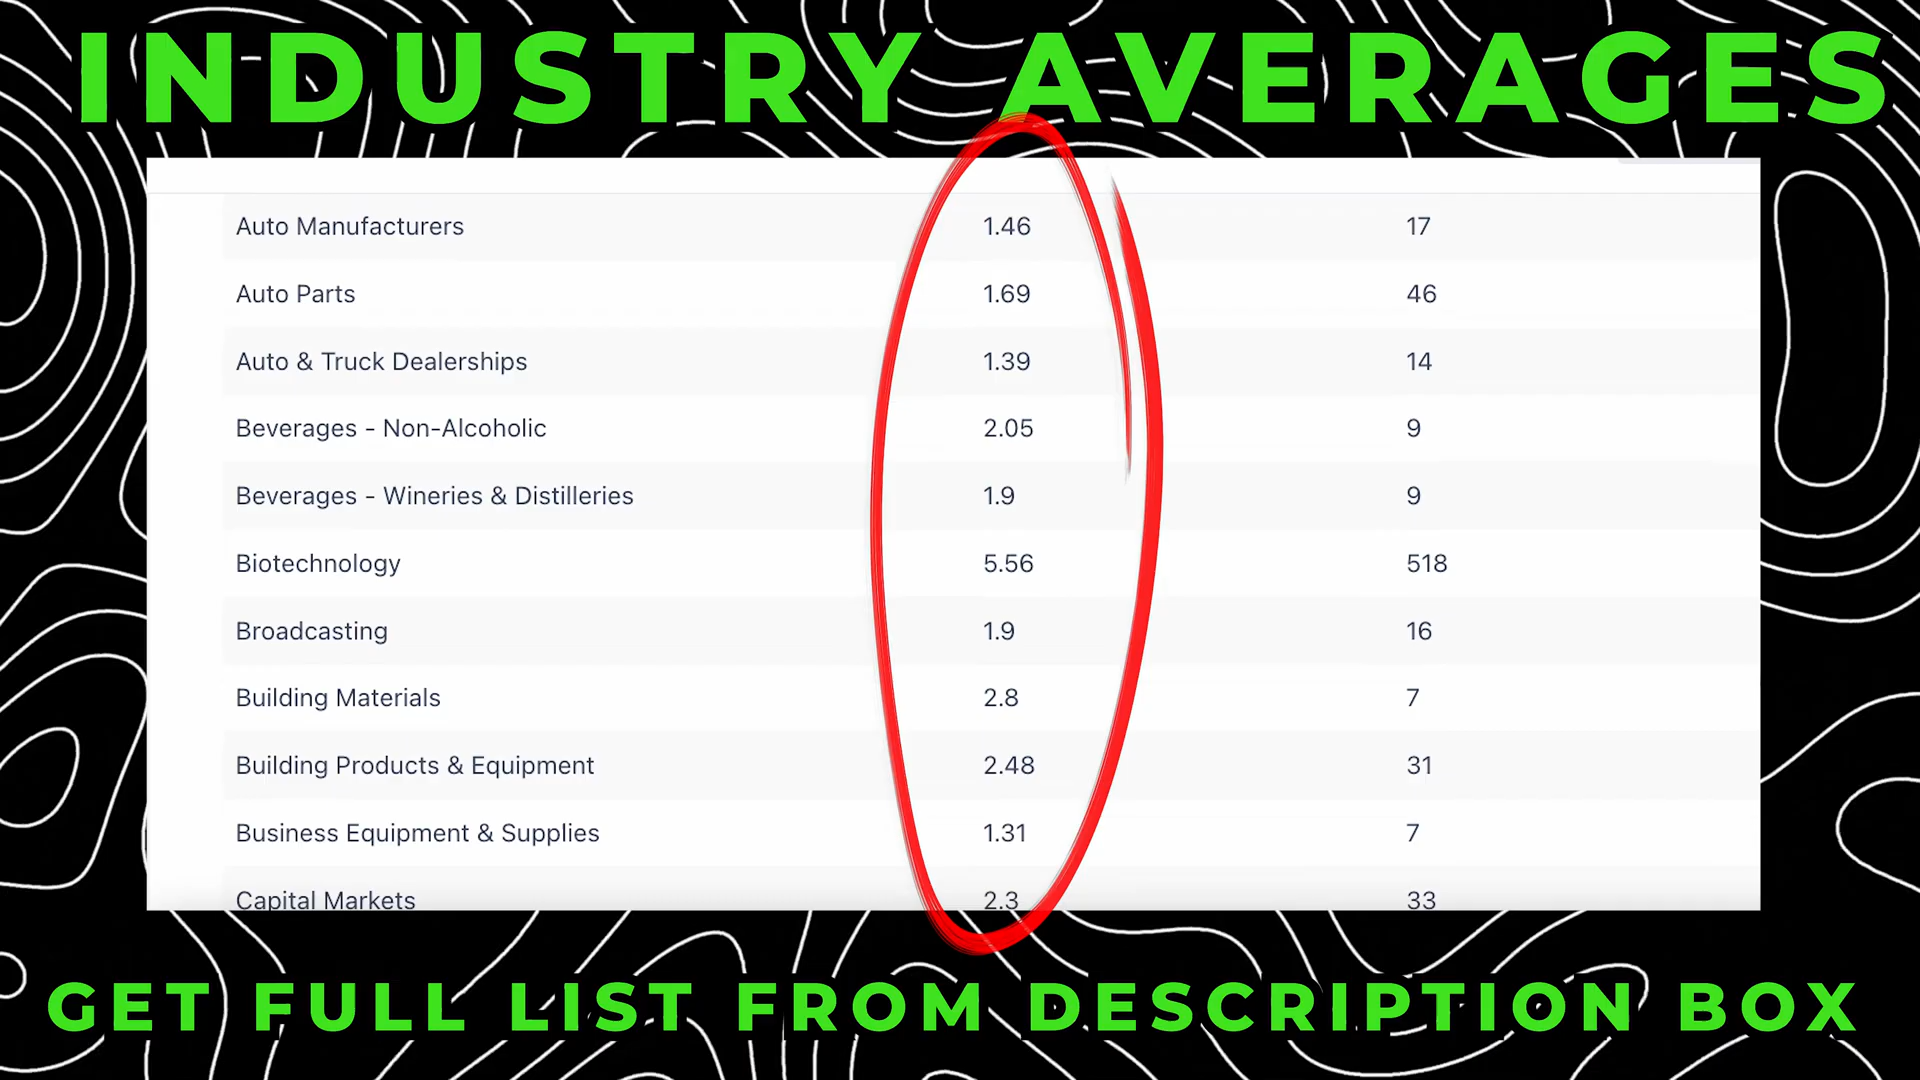 INDUSTRY AVERAGES
Auto Manufacturers 1.46 17
Auto Parts 1.69 46
Auto & Truck Dealerships 1.39 14
Beverages - Non-Alcoholic 2.05 9
Beverages - Wineries & Distilleries 1.9 9
Biotechnology 5.56 518
Broadcasting 1.9 16
Building Materials 2.8 7
Building Products & Equipment 2.48 31
Business Equipment & Supplies 1.31 7
Capital Markets 2.3 33
GET FULL LIST FROM DESCRIPTION BOX